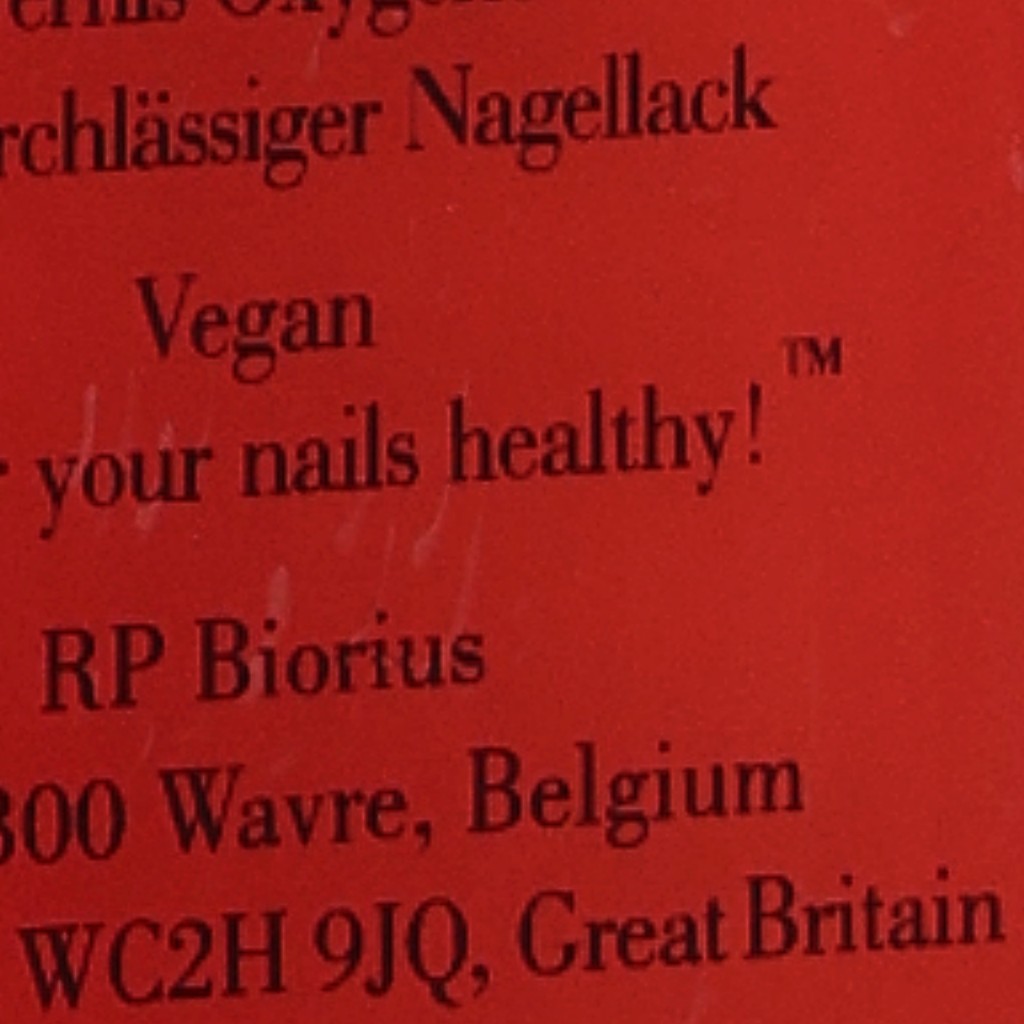 rchlässiger Nagellack
Vegan
your nails healthy!™
RP Biorius
300 Wavre, Belgium
WC2H 9JQ, Great Britain